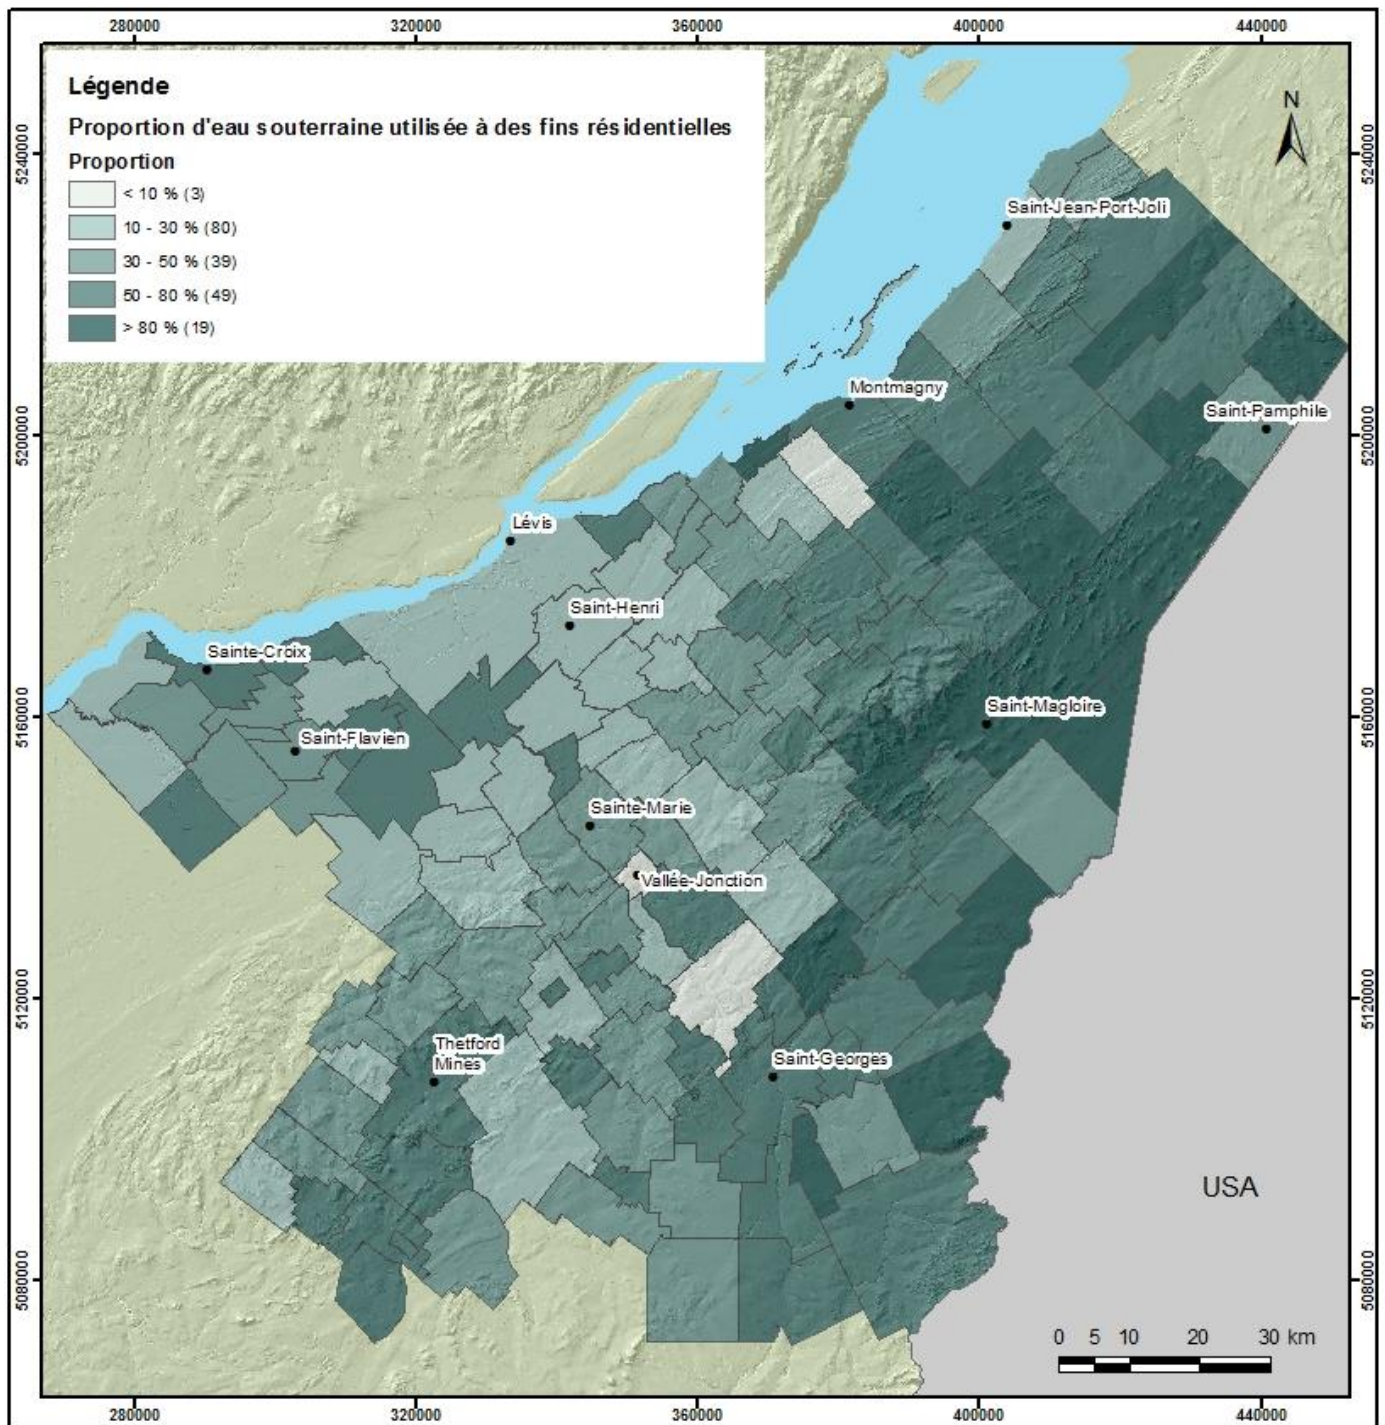 280000
320000
360000
400000
440000
Légende
Proportion d'eau souterraine utilisée à des fins résidentielles
Proportion
< 10 % (3)
10 - 30 % (80)
30 - 50 % (39)
50 - 80 % (49)
> 80 % (19)
N
5240000
5240000
Saint-Jean-Port-Joli
Montmagny
Saint-Pamphile
5200000
5200000
Lévis
Saint-Henri
Sainte-Croix
Saint-Magloire
5160000
5160000
Saint-Flavien
Sainte-Marie
Vallée-Jonction
5120000
5120000
Thetford
Mines
Saint-Georges
USA
5080000
5080000
0 5 10 20 30 km
280000
320000
360000
400000
440000